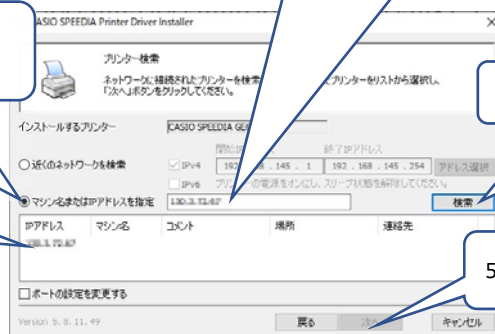 CASIO SPEEDIA Printer Driver Installer
プリンター検索
ネットワークに接続されたプリンターを検索 プリンターをリストから選択し、
「次へ」ボタンをクリックしてください。
インストールするプリンター CASIO SPEEDIA
終了IPアドレス
近くのネットワークを検索 IPv4 192 . 145 . 1 192 . 168 . 145 . 254 アドレス選択
IPv6 の電源をオンにし、スリープ状態を解除してください。
マシン名またはIPアドレスを指定 検索
IPアドレス マシン名 コメント 場所 連絡先
5
ポートの設定を変更する
Version 5.8.11.49 戻る 次へ キャンセル